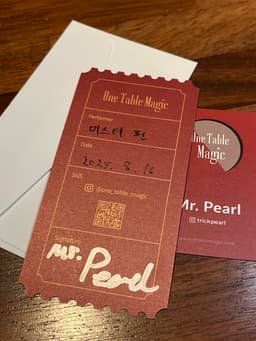 One Table Magic
Performer
미스터 펄
Date
2025. 8. 16
SNS
@one_table_magic
Signature
Mr. Pearl
One Table
Magic
Mr. Pearl
trickpearl